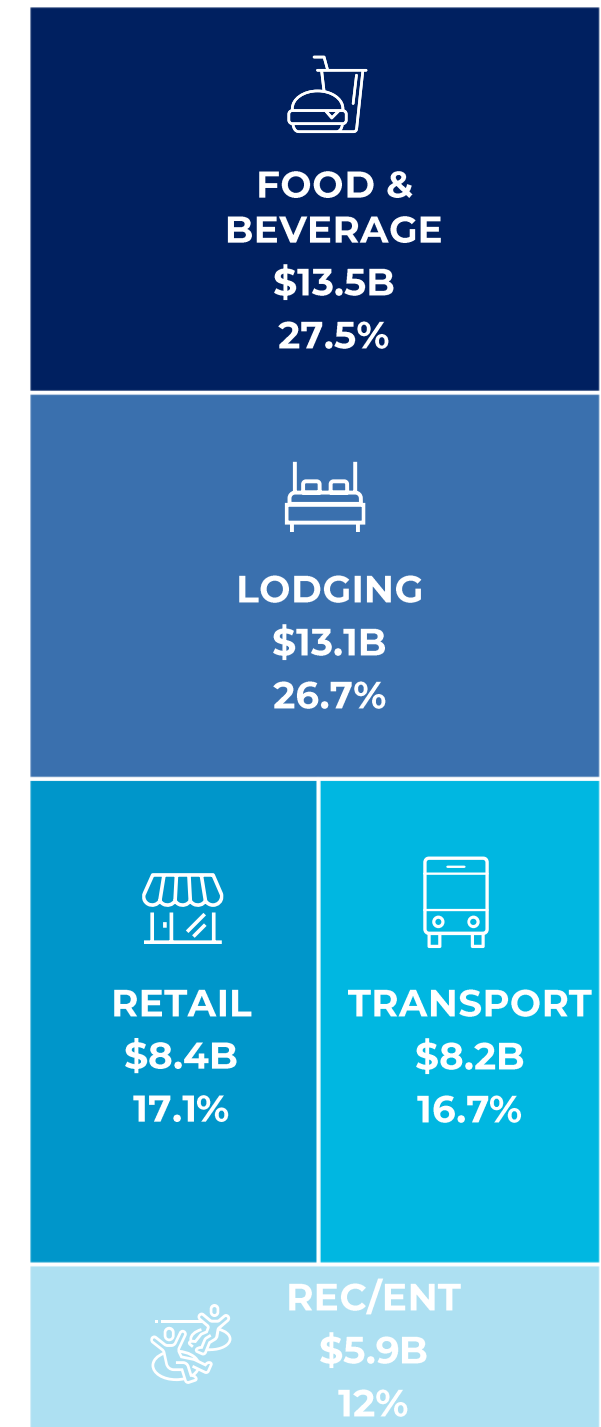 FOOD &
BEVERAGE
$13.5B
27.5%
LODGING
$13.1B
26.7%
RETAIL
$8.4B
17.1%
TRANSPORT
$8.2B
16.7%
REC/ENT
$5.9B
12%